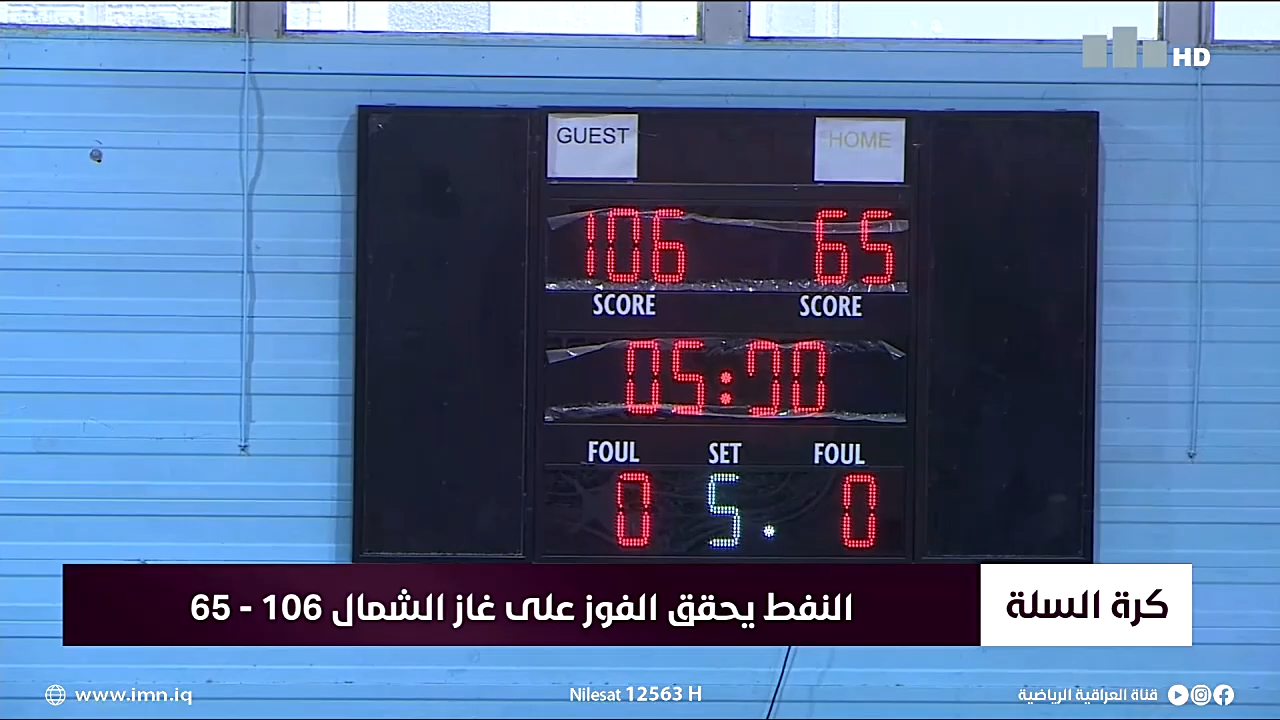 HD
GUEST HOME
106 65
SCORE SCORE
05:00
FOUL SET FOUL
0 5. 0
كرة السلة
النفط يحقق الفوز على غاز الشمال 106 - 65
www.imn.iq
Nilesat 12563 H
قناة العراقية الرياضية